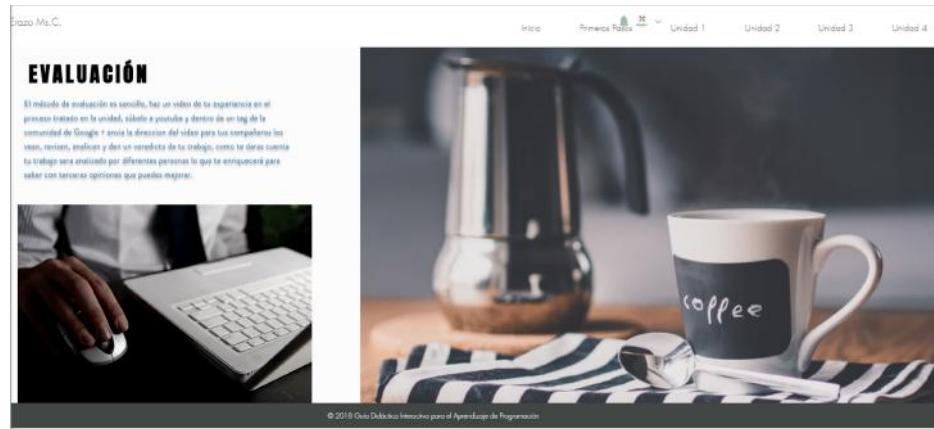 Erazo Ms.C.
Inicio Primeros Pasos Unidad 1 Unidad 2 Unidad 3 Unidad 4
EVALUACIÓN
El método de evaluación es sencillo, haz un video de tu experiencia en el
proceso tratado en la unidad, súbelo a youtube y dentro de un tag de la
comunidad de Google + envia la direccion del video para tus compañeros los
vean, revisen, analicen y den un veredicto de tu trabajo, como te daras cuenta
tu trabajo sera analizado por diferentes personas lo que te enriquecerá para
saber con terceras opiniones que puedes mejorar.
coffee
© 2018 Guía Didáctica Interactiva para el Aprendizaje de Programación